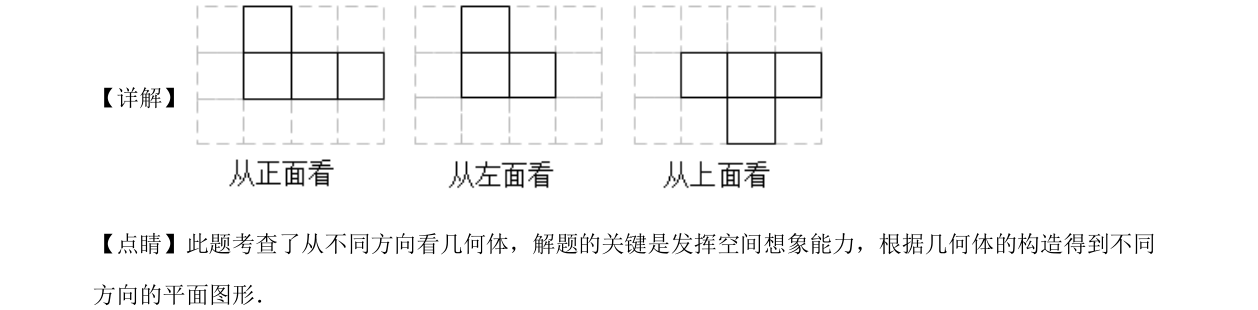 【详解】
从正面看 从左面看 从上面看
【点睛】此题考查了从不同方向看几何体，解题的关键是发挥空间想象能力，根据几何体的构造得到不同
方向的平面图形．